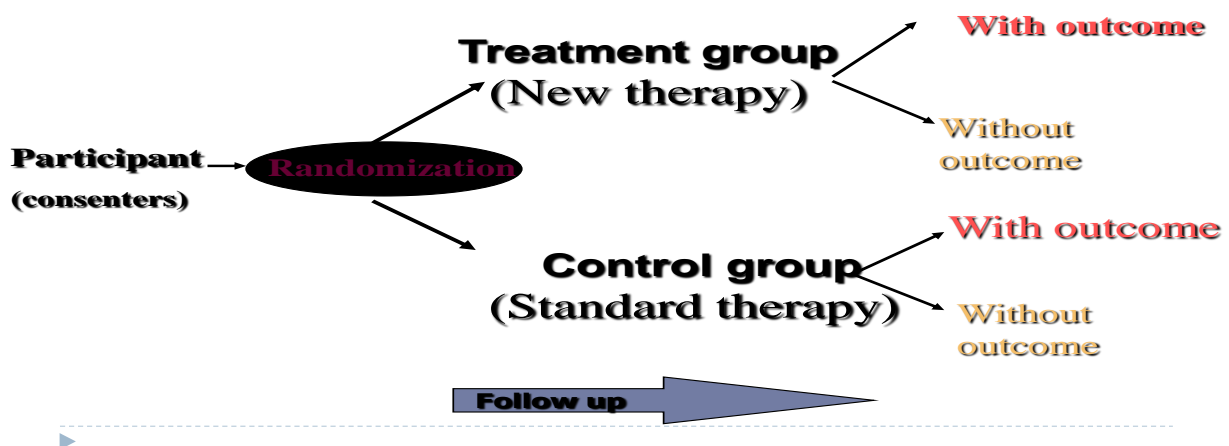 With outcome
Treatment group
(New therapy)
Without
outcome
Participant
(consenters)
Randomization
With outcome
Control group
(Standard therapy)
Without
outcome
Follow up